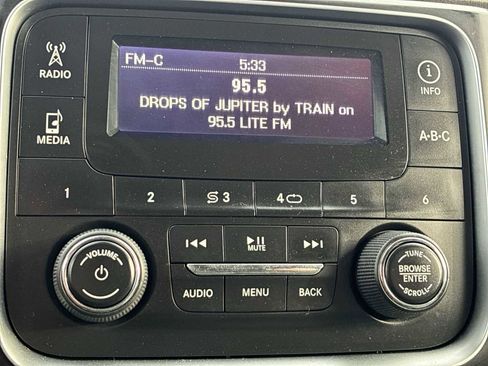 FM-C 5:33
95.5
DROPS OF JUPITER by TRAIN on
95.5 LITE FM
RADIO
INFO
MEDIA
A•B•C
1 2 3 4 5 6
VOLUME
MUTE
TUNE
BROWSE
ENTER
SCROLL
AUDIO MENU BACK